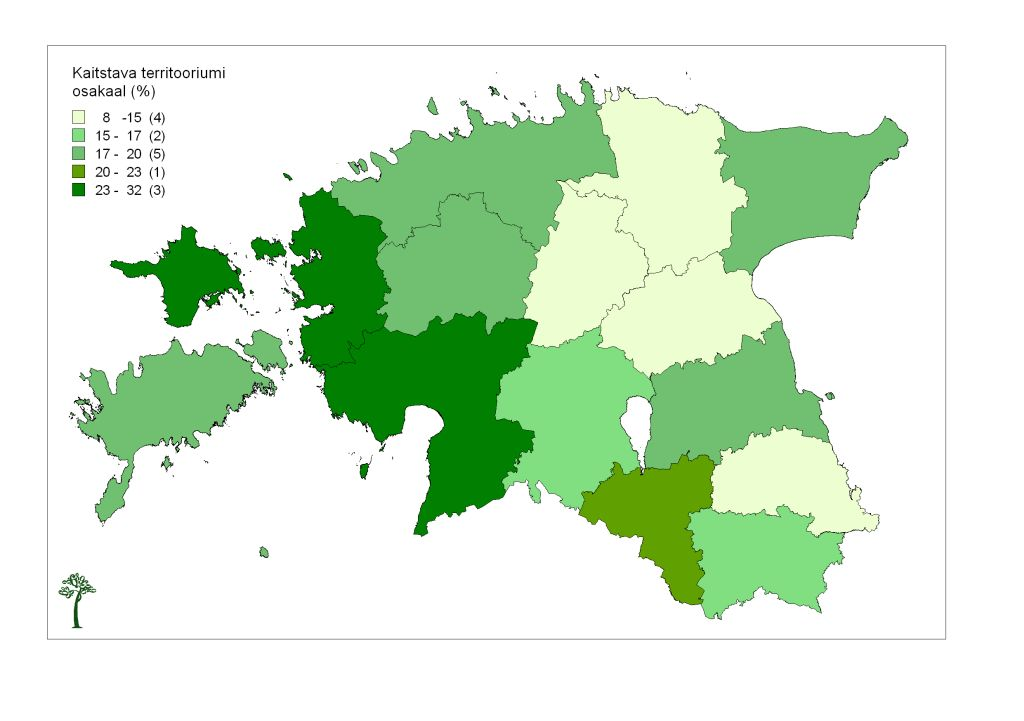 Kaitstava territooriumi
osakaal (%)
8 -15 (4)
15 - 17 (2)
17 - 20 (5)
20 - 23 (1)
23 - 32 (3)